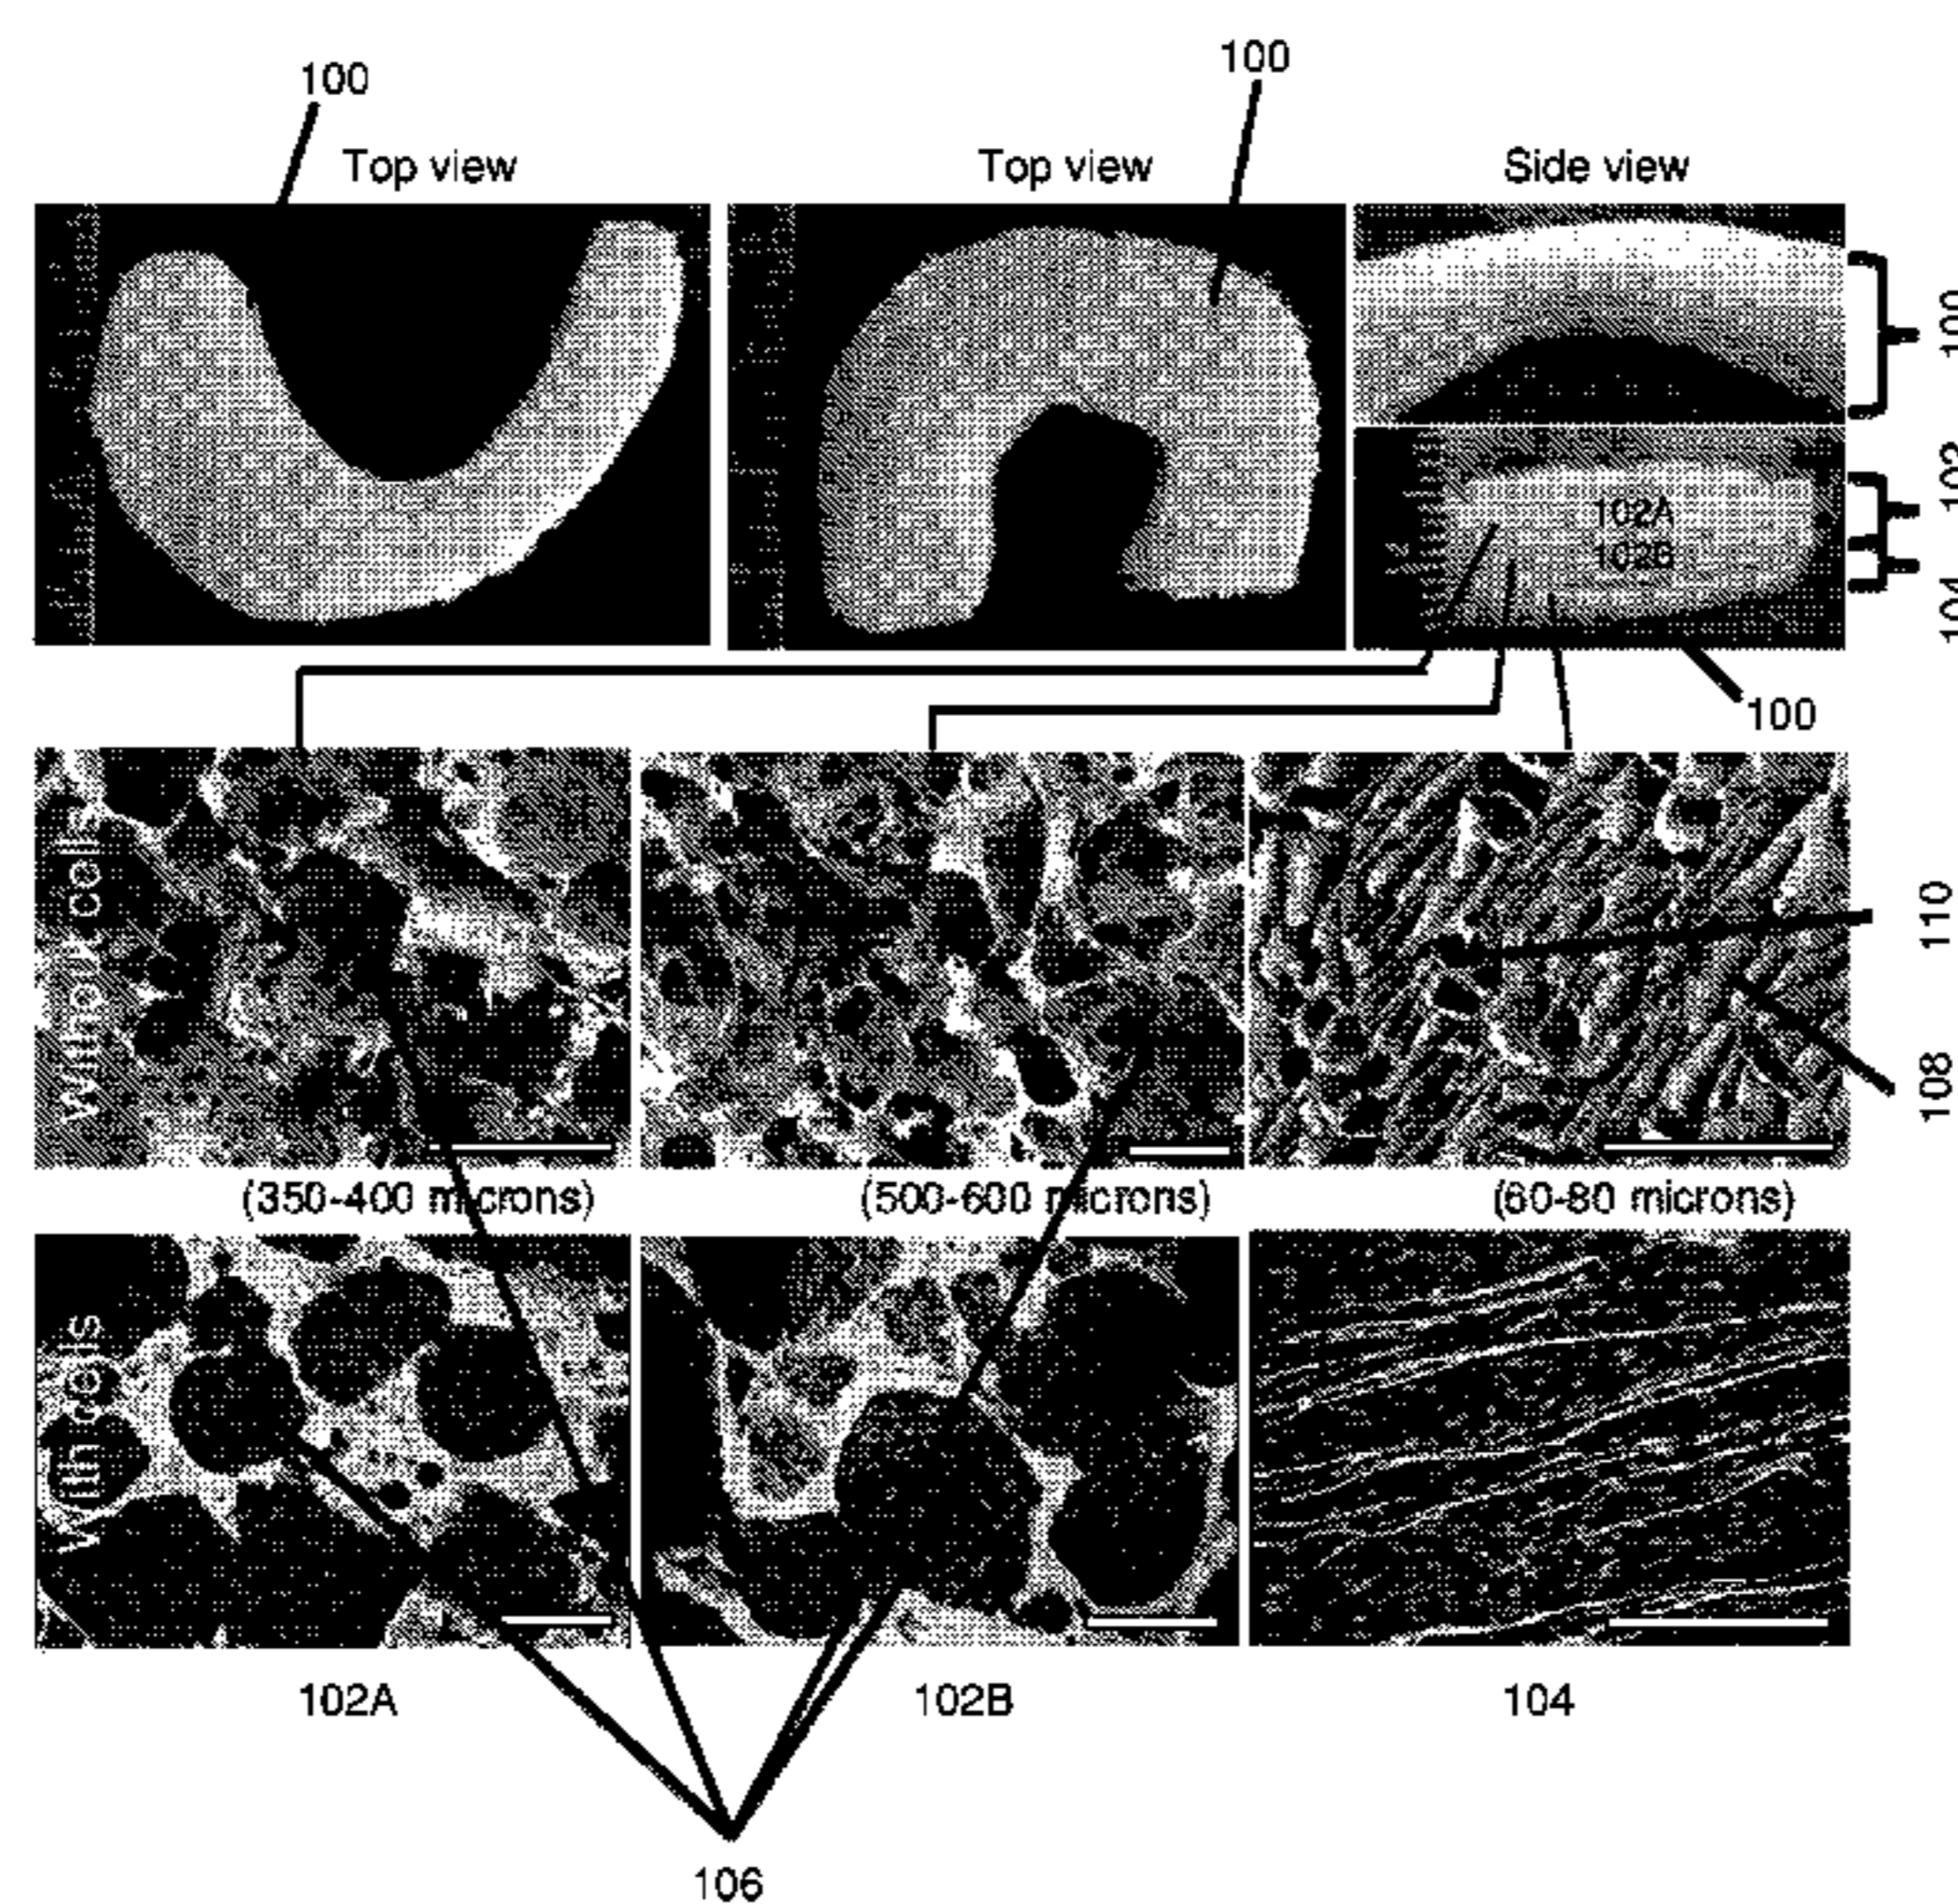 100
100
Top view
Top view
Side view
100
102
102A
102B
104
100
Without cells
110
108
(350-400 microns)
(500-600 microns)
(60-80 microns)
With cells
102A
102B
104
106